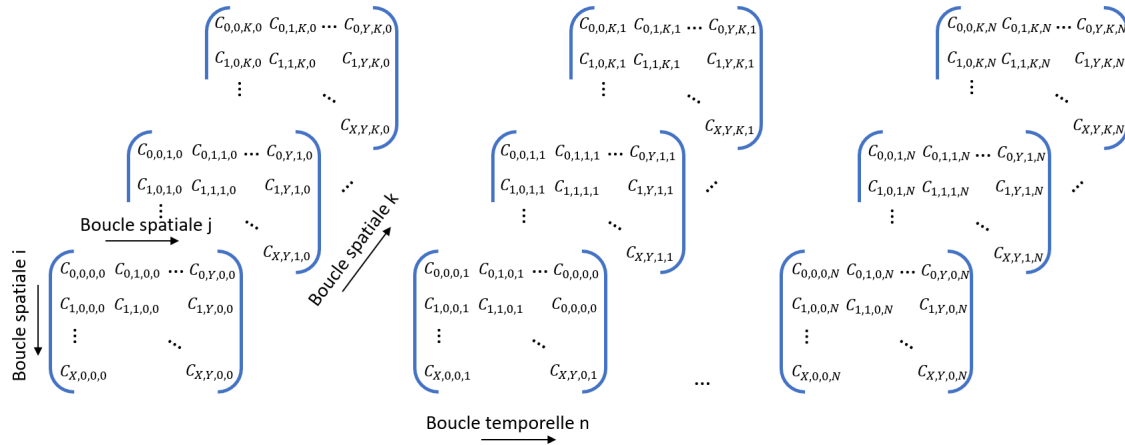 C_{0,0,K,0} C_{0,1,K,0} ... C_{0,Y,K,0}
C_{1,0,K,0} C_{1,1,K,0} C_{1,Y,K,0}
⋮ ⋱
C_{X,Y,K,0}
C_{0,0,K,1} C_{0,1,K,1} ... C_{0,Y,K,1}
C_{1,0,K,1} C_{1,1,K,1} C_{1,Y,K,1}
⋮ ⋱
C_{X,Y,K,1}
C_{0,0,K,N} C_{0,1,K,N} ... C_{0,Y,K,N}
C_{1,0,K,N} C_{1,1,K,N} C_{1,Y,K,N}
⋮ ⋱
C_{X,Y,K,N}
C_{0,0,1,0} C_{0,1,1,0} ... C_{0,Y,1,0}
C_{1,0,1,0} C_{1,1,1,0} C_{1,Y,1,0}
⋮ ⋱
C_{X,Y,1,0}
C_{0,0,1,1} C_{0,1,1,1} ... C_{0,Y,1,1}
C_{1,0,1,1} C_{1,1,1,1} C_{1,Y,1,1}
⋮ ⋱
C_{X,Y,1,1}
C_{0,0,1,N} C_{0,1,1,N} ... C_{0,Y,1,N}
C_{1,0,1,N} C_{1,1,1,N} C_{1,Y,1,N}
⋮ ⋱
C_{X,Y,1,N}
Boucle spatiale j
Boucle spatiale k
Boucle spatiale i
C_{0,0,0,0} C_{0,1,0,0} ... C_{0,Y,0,0}
C_{1,0,0,0} C_{1,1,0,0} C_{1,Y,0,0}
⋮ ⋱
C_{X,0,0,0} C_{X,Y,0,0}
C_{0,0,0,1} C_{0,1,0,1} ... C_{0,0,0,0}
C_{1,0,0,1} C_{1,1,0,1} C_{0,0,0,0}
⋮ ⋱
C_{X,0,0,1} C_{X,Y,0,1}
...
C_{0,0,0,N} C_{0,1,0,N} ... C_{0,Y,0,N}
C_{1,0,0,N} C_{1,1,0,N} C_{1,Y,0,N}
⋮ ⋱
C_{X,0,0,N} C_{X,Y,0,N}
Boucle temporelle n